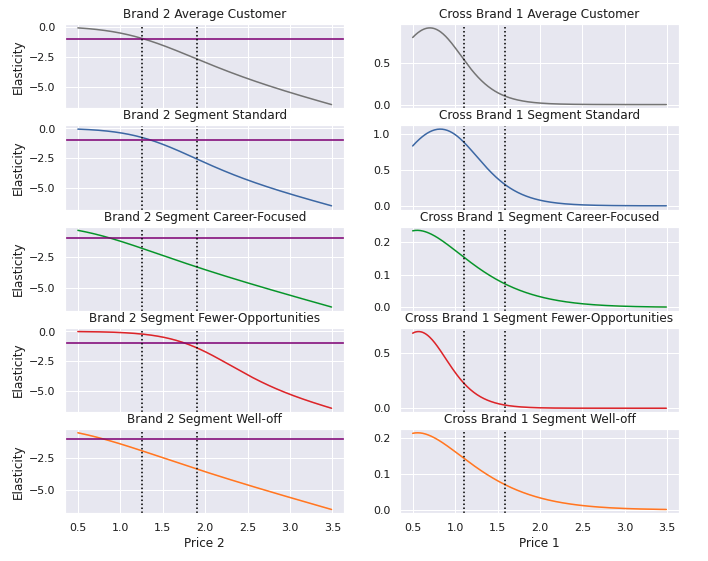 Brand 2 Average Customer
Cross Brand 1 Average Customer
0.0
−2.5
−5.0
Elasticity
0.5
0.0
Brand 2 Segment Standard
Cross Brand 1 Segment Standard
0.0
−2.5
−5.0
Elasticity
1.0
0.5
0.0
Brand 2 Segment Career-Focused
Cross Brand 1 Segment Career-Focused
−2.5
−5.0
Elasticity
0.2
0.1
0.0
Brand 2 Segment Fewer-Opportunities
Cross Brand 1 Segment Fewer-Opportunities
0.0
−2.5
−5.0
Elasticity
0.5
0.0
Brand 2 Segment Well-off
Cross Brand 1 Segment Well-off
−2.5
−5.0
Elasticity
0.2
0.1
0.0
0.5 1.0 1.5 2.0 2.5 3.0 3.5
0.5 1.0 1.5 2.0 2.5 3.0 3.5
Price 2
Price 1